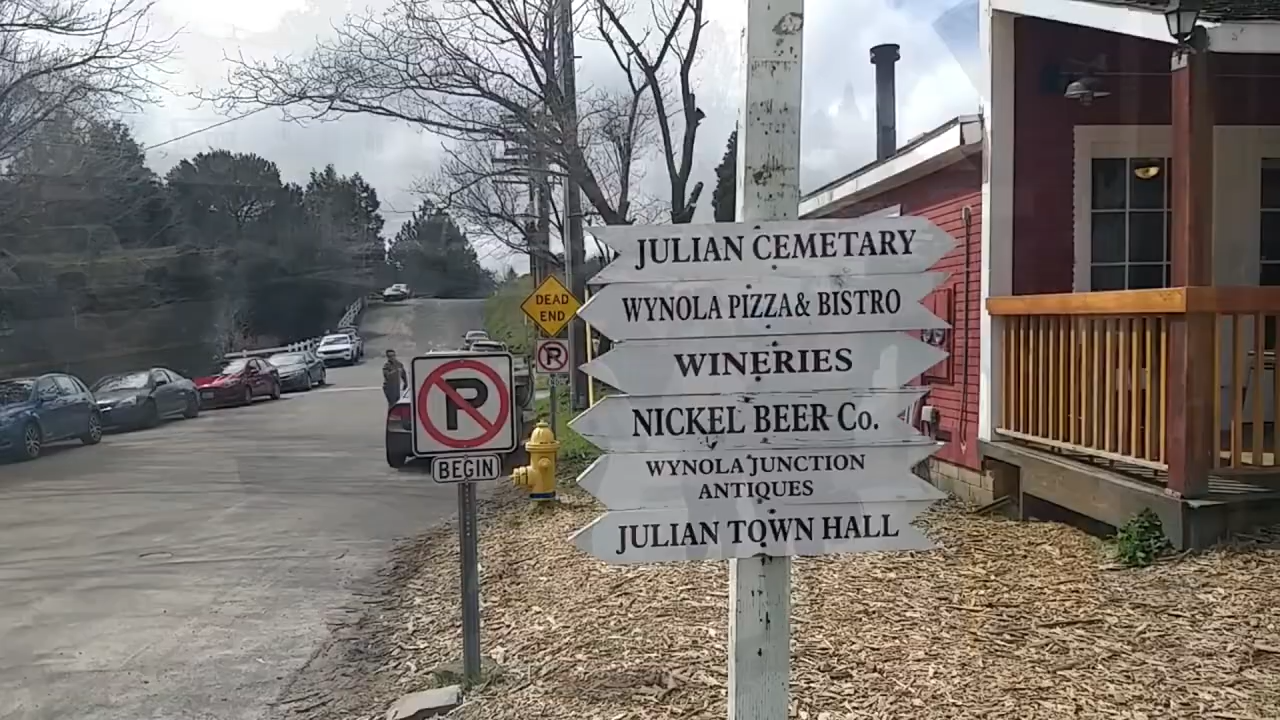 JULIAN CEMETARY
WYNOLA PIZZA & BISTRO
WINERIES
NICKEL BEER Co.
WYNOLA JUNCTION
ANTIQUES
JULIAN TOWN HALL
DEAD
END
P
P
BEGIN